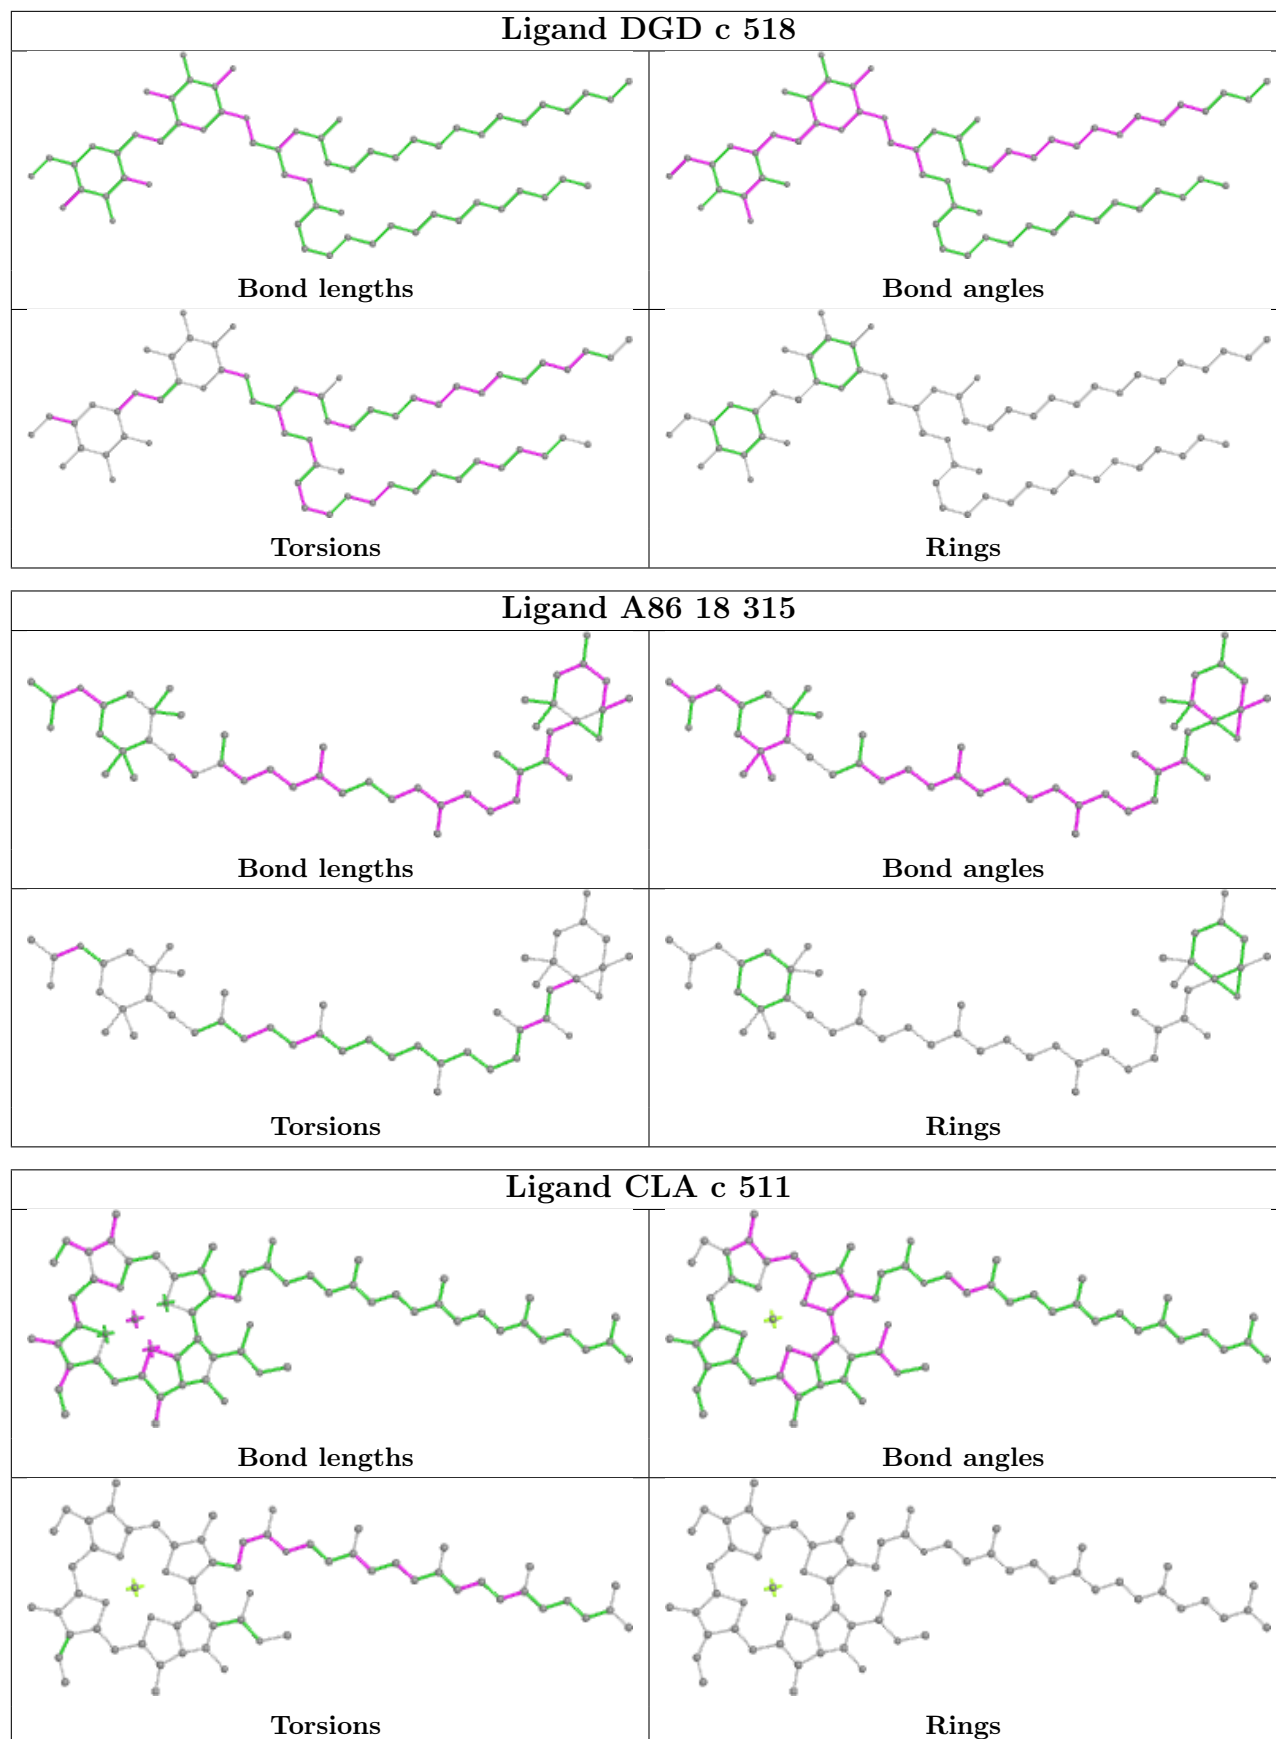 Ligand DGD c 518
Bond lengths
Bond angles
Torsions
Rings
Ligand A86 18 315
Bond lengths
Bond angles
Torsions
Rings
Ligand CLA c 511
Bond lengths
Bond angles
Torsions
Rings